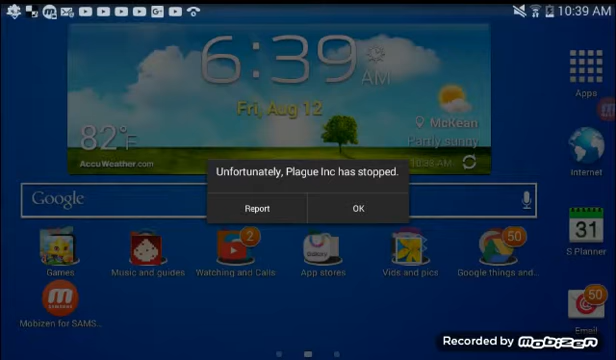 10:39 AM
6:39
AM
Fri, Aug 12
McKean
82°F
Partly sunny
AccuWeather.com
10:39 AM
Apps
Unfortunately, Plague Inc has stopped.
Report
OK
Google
Internet
31
S Planner
2
50
Games
Music and guides
Watching and Calls
App stores
Vids and pics
Google things and...
Mobizen for SAMS...
50
Email
Recorded by Mobizen